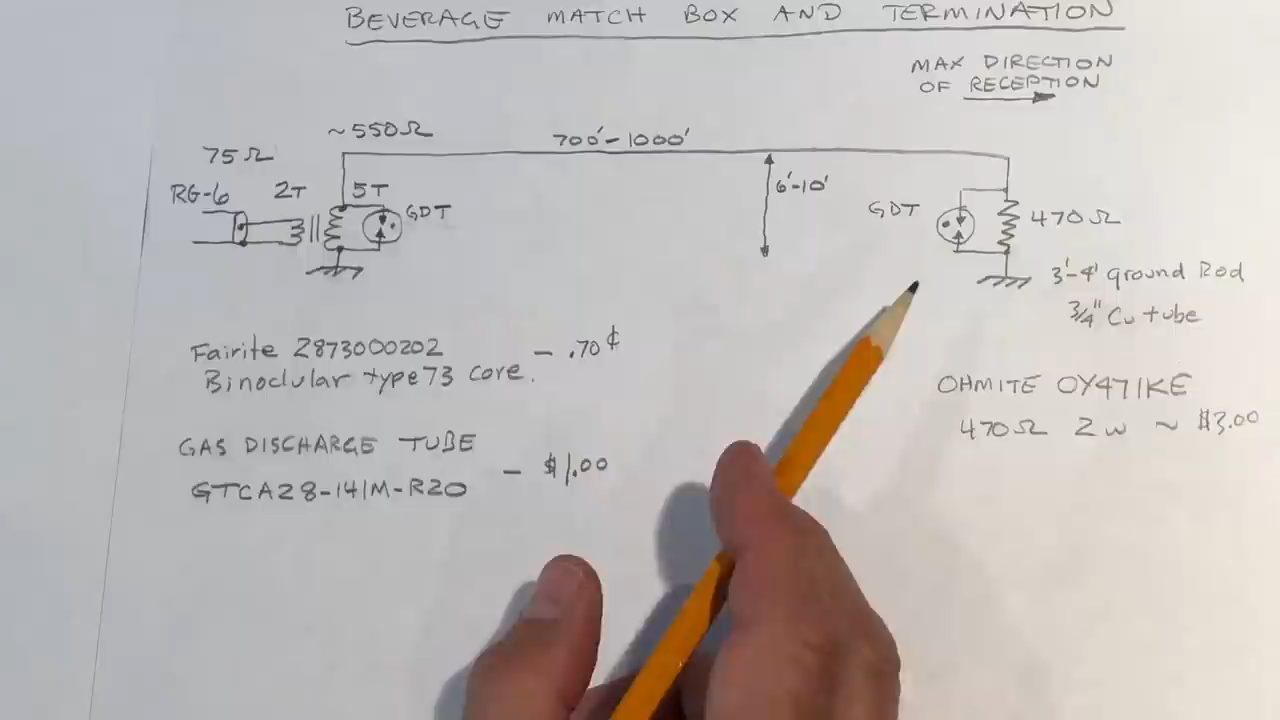 BEVERAGE MATCH BOX AND TERMINATION
MAX DIRECTION
OF RECEPTION
~550Ω
700'-1000'
75Ω
RG-6
2T
5T
GDT
6'-10'
GDT
470Ω
3'-4' ground Rod
3/4" Cu tube
Fairite 2873000202
Binoclular type 73 core.
- .70¢
GAS DISCHARGE TUBE
GTCA28-141M-R20
- $1.00
OHMITE OY471KE
470Ω 2W ~ $3.00